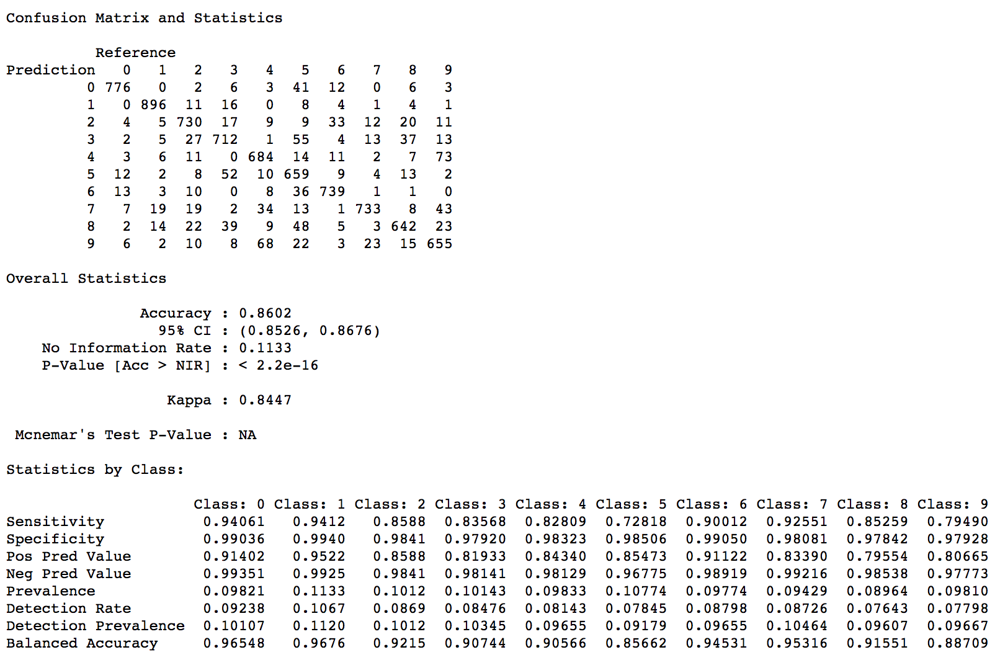 Confusion Matrix and Statistics

          Reference
Prediction   0   1   2   3   4   5   6   7   8   9
         0 776   0   2   6   3  41  12   0   6   3
         1   0 896  11  16   0   8   4   1   4   1
         2   4   5 730  17   9   9  33  12  20  11
         3   2   5  27 712   1  55   4  13  37  13
         4   3   6  11   0 684  14  11   2   7  73
         5  12   2   8  52  10 659   9   4  13   2
         6  13   3  10   0   8  36 739   1   1   0
         7   7  19  19   2  34  13   1 733   8  43
         8   2  14  22  39   9  48   5   3 642  23
         9   6   2  10   8  68  22   3  23  15 655

Overall Statistics

               Accuracy : 0.8602
                 95% CI : (0.8526, 0.8676)
    No Information Rate : 0.1133
    P-Value [Acc > NIR] : < 2.2e-16

                  Kappa : 0.8447

 Mcnemar's Test P-Value : NA

Statistics by Class:

                     Class: 0 Class: 1 Class: 2 Class: 3 Class: 4 Class: 5 Class: 6 Class: 7 Class: 8 Class: 9
Sensitivity           0.94061   0.9412   0.8588  0.83568  0.82809  0.72818  0.90012  0.92551  0.85259  0.79490
Specificity           0.99036   0.9940   0.9841  0.97920  0.98323  0.98506  0.99050  0.98081  0.97842  0.97928
Pos Pred Value        0.91402   0.9522   0.8588  0.81933  0.84340  0.85473  0.91122  0.83390  0.79554  0.80665
Neg Pred Value        0.99351   0.9925   0.9841  0.98141  0.98129  0.96775  0.98919  0.99216  0.98538  0.97773
Prevalence            0.09821   0.1133   0.1012  0.10143  0.09833  0.10774  0.09774  0.09429  0.08964  0.09810
Detection Rate        0.09238   0.1067   0.0869  0.08476  0.08143  0.07845  0.08798  0.08726  0.07643  0.07798
Detection Prevalence  0.10107   0.1120   0.1012  0.10345  0.09655  0.09179  0.09655  0.10464  0.09607  0.09667
Balanced Accuracy     0.96548   0.9676   0.9215  0.90744  0.90566  0.85662  0.94531  0.95316  0.91551  0.88709